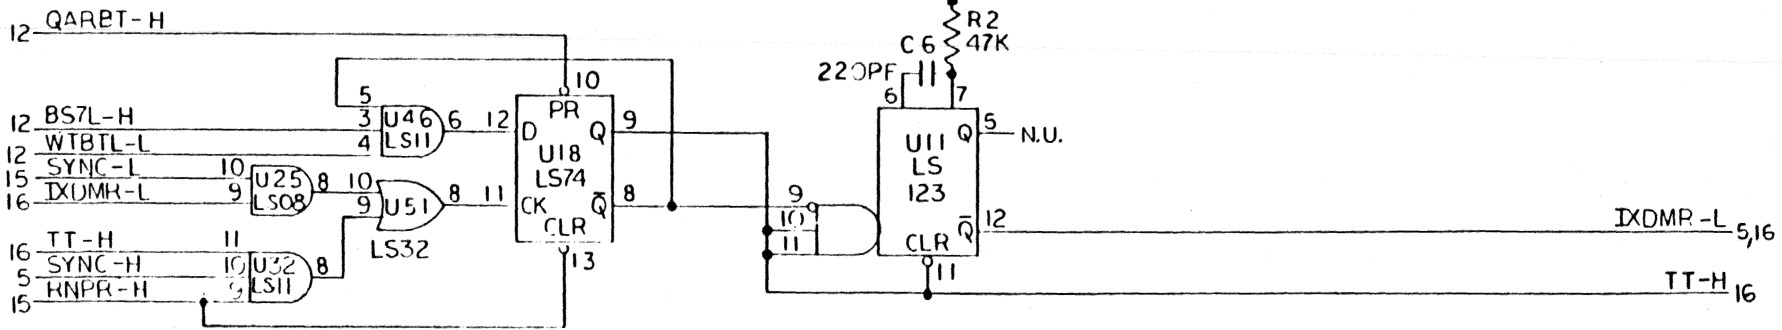 12 QARBT-H
R2
47K
C6
220PF
6 7
10
5
3
4
U46
LS11
6
12 BS7L-H
12 WTBTL-L
15 SYNC-L
16 IXDMR-L
10
9
U25
LS08
8
10
9
U51
LS32
8
12 D
PR
Q 9
U18
LS74
11 CK
Q̅ 8
CLR
13
16 TT-H
5 SYNC-H
15 RNPR-H
11
10
9
U32
LS11
8
9
10
11
U11
LS
123
Q 5
N.U.
Q̅ 12
CLR
11
IXDMR-L 5,16
TT-H 16